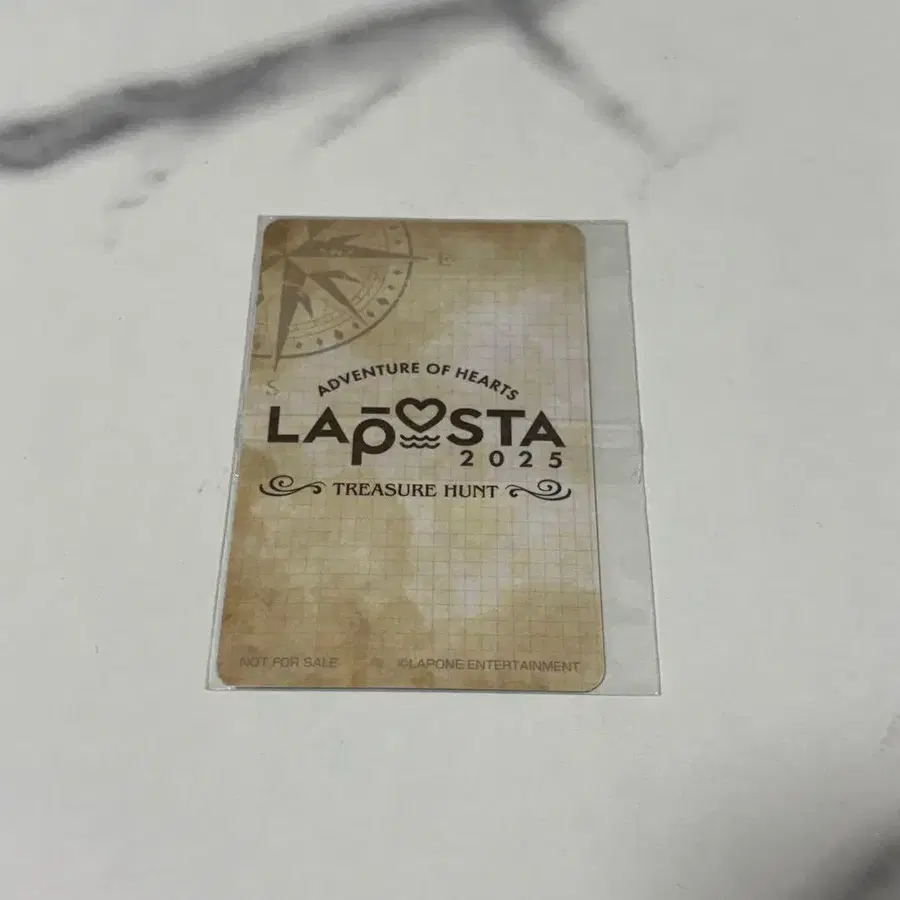 E
S
ADVENTURE OF HEARTS
LAPOSTA
2025
TREASURE HUNT
NOT FOR SALE ©LAPONE ENTERTAINMENT